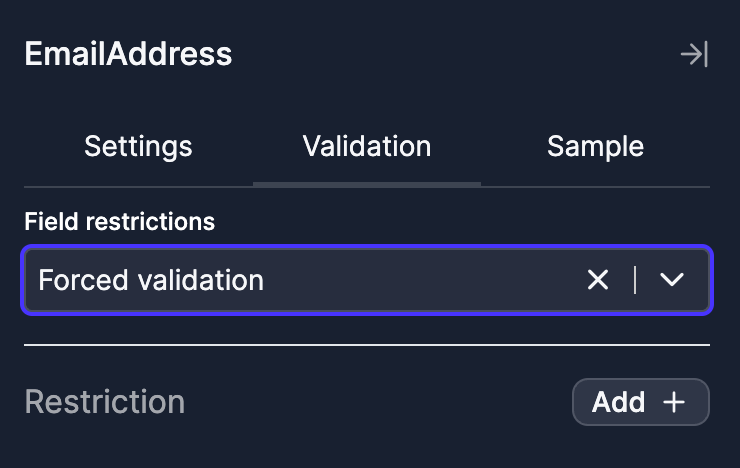 EmailAddress
Settings Validation Sample
Field restrictions
Forced validation
Restriction Add +